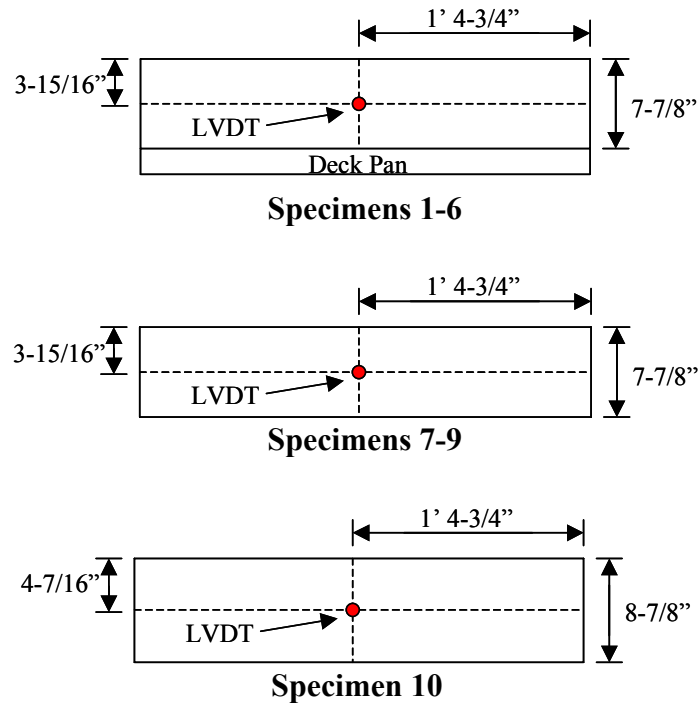 1’ 4-3/4”
3-15/16”
7-7/8”
LVDT
Deck Pan
Specimens 1-6
1’ 4-3/4”
3-15/16”
7-7/8”
LVDT
Specimens 7-9
1’ 4-3/4”
4-7/16”
8-7/8”
LVDT
Specimen 10